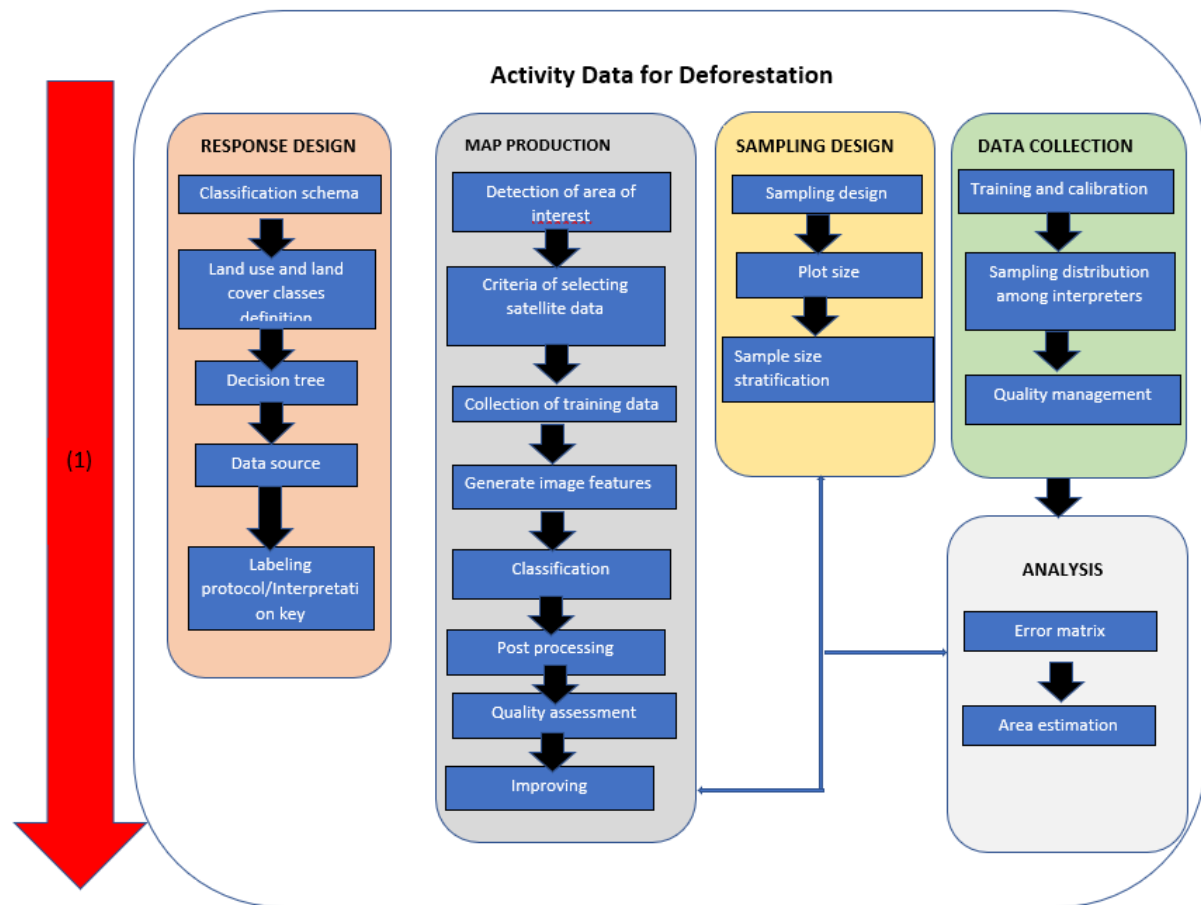 Activity Data for Deforestation
(1)
RESPONSE DESIGN
Classification schema
Land use and land
cover classes
definition
Decision tree
Data source
Labeling
protocol/Interpretati
on key
MAP PRODUCTION
Detection of area of
interest
Criteria of selecting
satellite data
Collection of training data
Generate image features
Classification
Post processing
Quality assessment
Improving
SAMPLING DESIGN
Sampling design
Plot size
Sample size
stratification
DATA COLLECTION
Training and calibration
Sampling distribution
among interpreters
Quality management
ANALYSIS
Error matrix
Area estimation